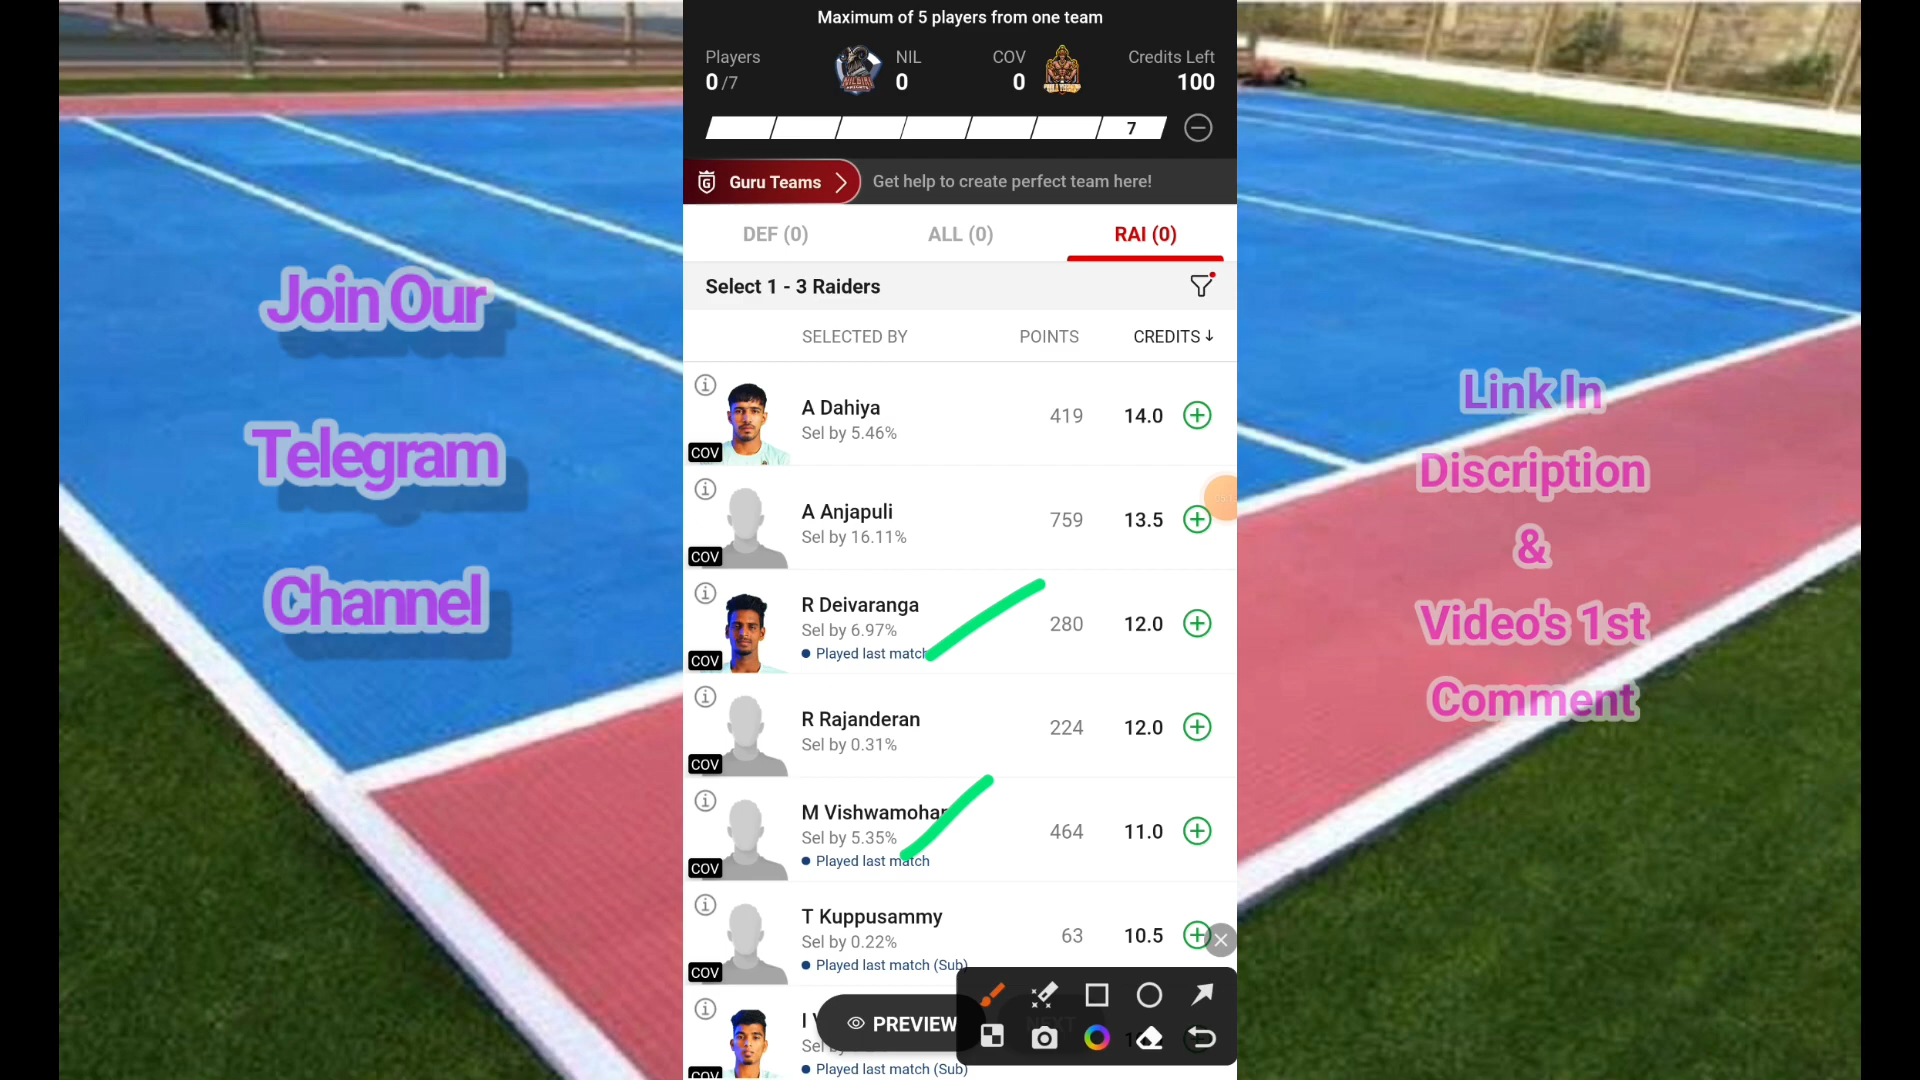 Maximum of 5 players from one team
Players
0/7
NIL
0
COV
0
Credits Left
100
7
Guru Teams
Get help to create perfect team here!
DEF (0)
ALL (0)
RAI (0)
Select 1 - 3 Raiders
SELECTED BY
POINTS
CREDITS↓
A Dahiya
Sel by 5.46%
COV
419
14.0
A Anjapuli
Sel by 16.11%
COV
759
13.5
R Deivaranga
Sel by 6.97%
Played last match
COV
280
12.0
R Rajanderan
Sel by 0.31%
COV
224
12.0
M Vishwamohan
Sel by 5.35%
Played last match
COV
464
11.0
T Kuppusammy
Sel by 0.22%
Played last match (Sub)
COV
63
10.5
Sel by
Played last match (Sub)
COV
PREVIEW
NEXT
Join Our
Telegram
Channel
Link In
Discription
&
Video's 1st
Comment